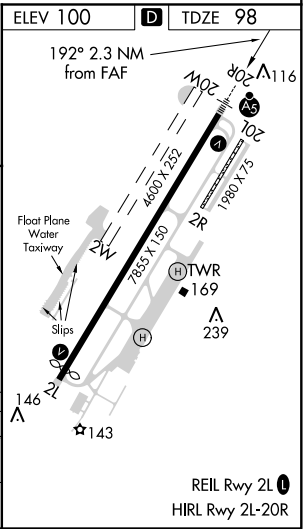 ELEV 100
D
TDZE 98
192° 2.3 NM
from FAF
20W
20R
116
A5
20L
V
4600 X 252
1980 X 75
2R
7855 X 150
2W
Float Plane
Water
Taxiway
H
TWR
169
239
Slips
H
V
2L
146
143
REIL Rwy 2L L
HIRL Rwy 2L-20R